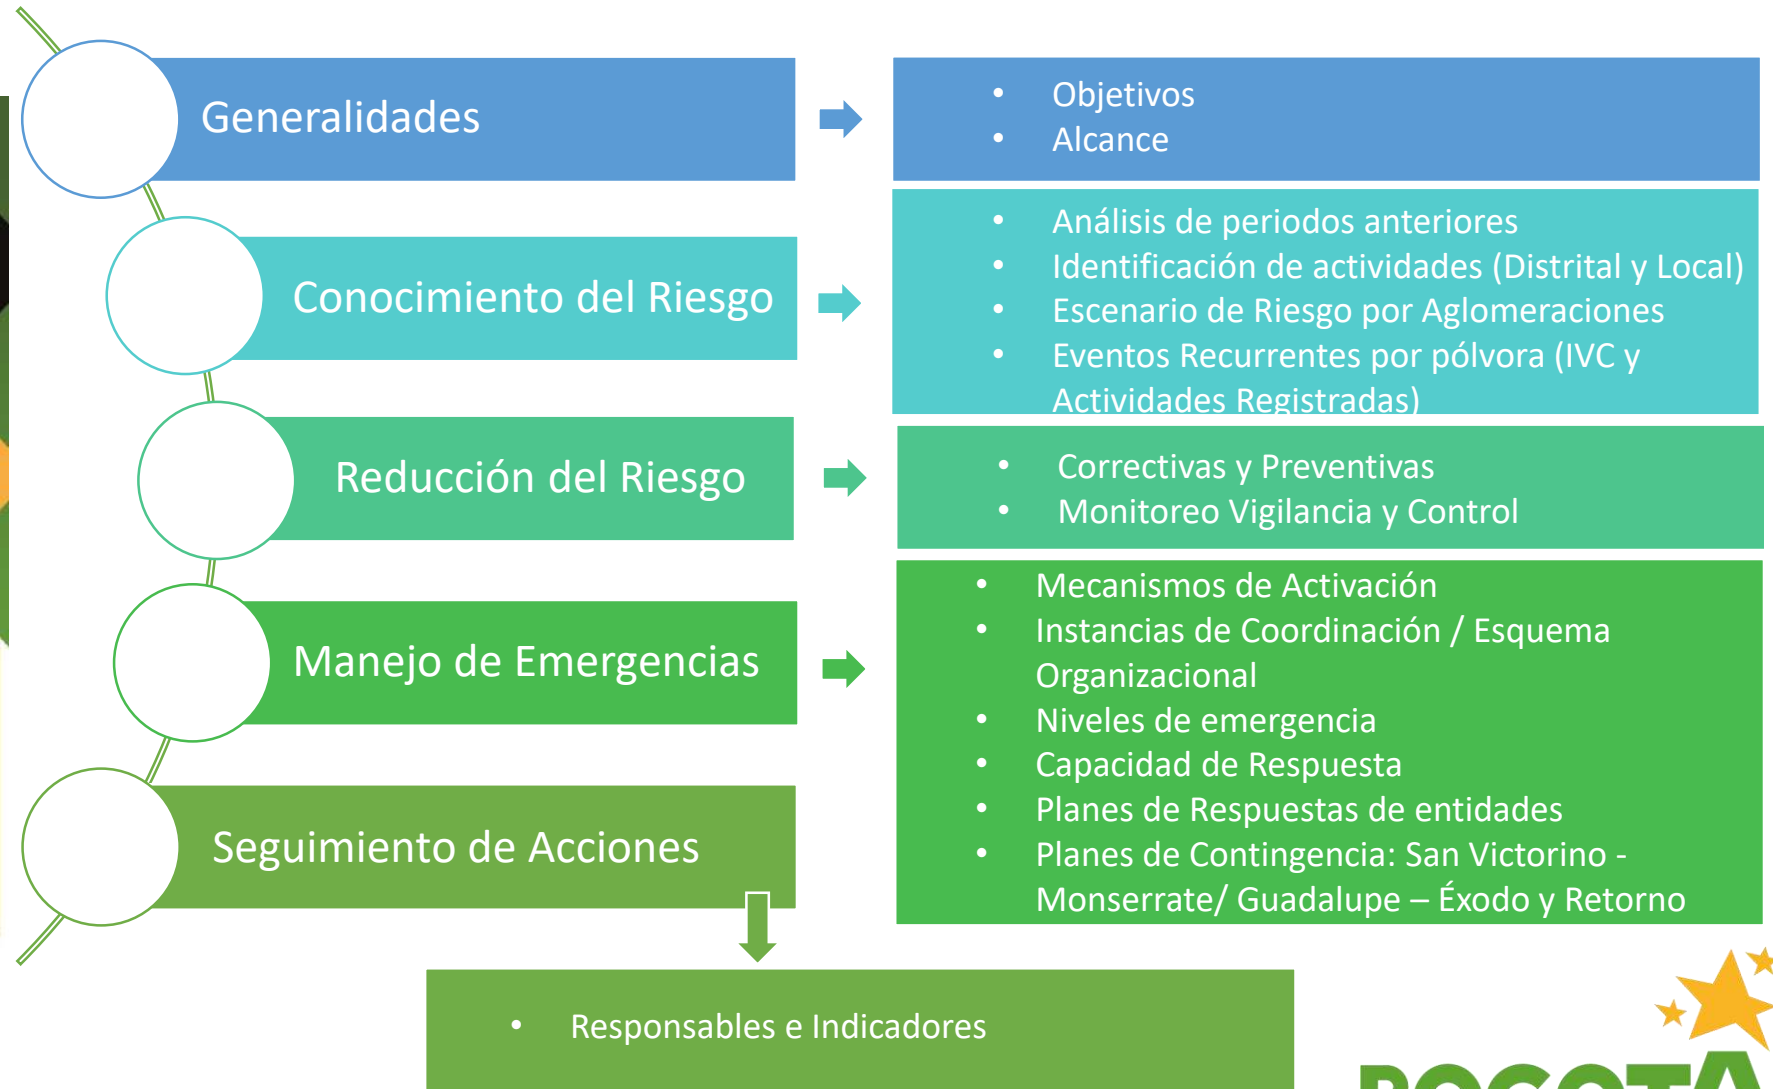 Generalidades
• Objetivos
• Alcance
Conocimiento del Riesgo
• Análisis de periodos anteriores
• Identificación de actividades (Distrital y Local)
• Escenario de Riesgo por Aglomeraciones
• Eventos Recurrentes por pólvora (IVC y
Actividades Registradas)
Reducción del Riesgo
• Correctivas y Preventivas
• Monitoreo Vigilancia y Control
Manejo de Emergencias
• Mecanismos de Activación
• Instancias de Coordinación / Esquema
Organizacional
• Niveles de emergencia
• Capacidad de Respuesta
• Planes de Respuestas de entidades
• Planes de Contingencia: San Victorino -
Monserrate/ Guadalupe – Éxodo y Retorno
Seguimiento de Acciones
• Responsables e Indicadores
BOGOTÁ